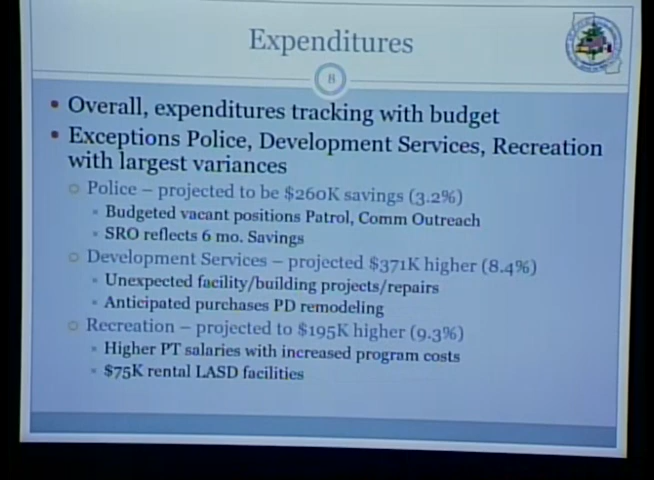 Expenditures
8
• Overall, expenditures tracking with budget
• Exceptions Police, Development Services, Recreation
with largest variances
Police – projected to be $260K savings (3.2%)
Budgeted vacant positions Patrol, Comm Outreach
SRO reflects 6 mo. Savings
Development Services – projected $371K higher (8.4%)
Unexpected facility/building projects/repairs
Anticipated purchases PD remodeling
Recreation – projected to $195K higher (9.3%)
Higher PT salaries with increased program costs
$75K rental LASD facilities